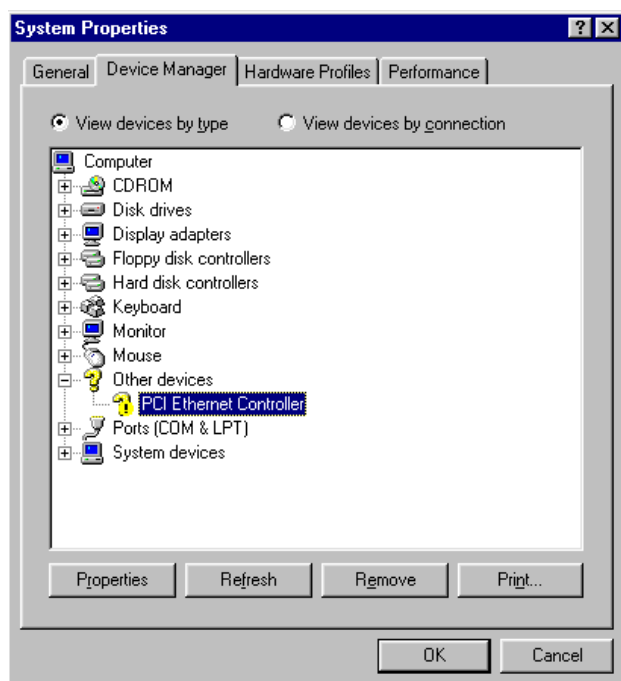 System Properties
General Device Manager Hardware Profiles Performance
View devices by type View devices by connection
Computer
CDROM
Disk drives
Display adapters
Floppy disk controllers
Hard disk controllers
Keyboard
Monitor
Mouse
Other devices
PCI Ethernet Controller
Ports (COM & LPT)
System devices
Properties Refresh Remove Print...
OK Cancel